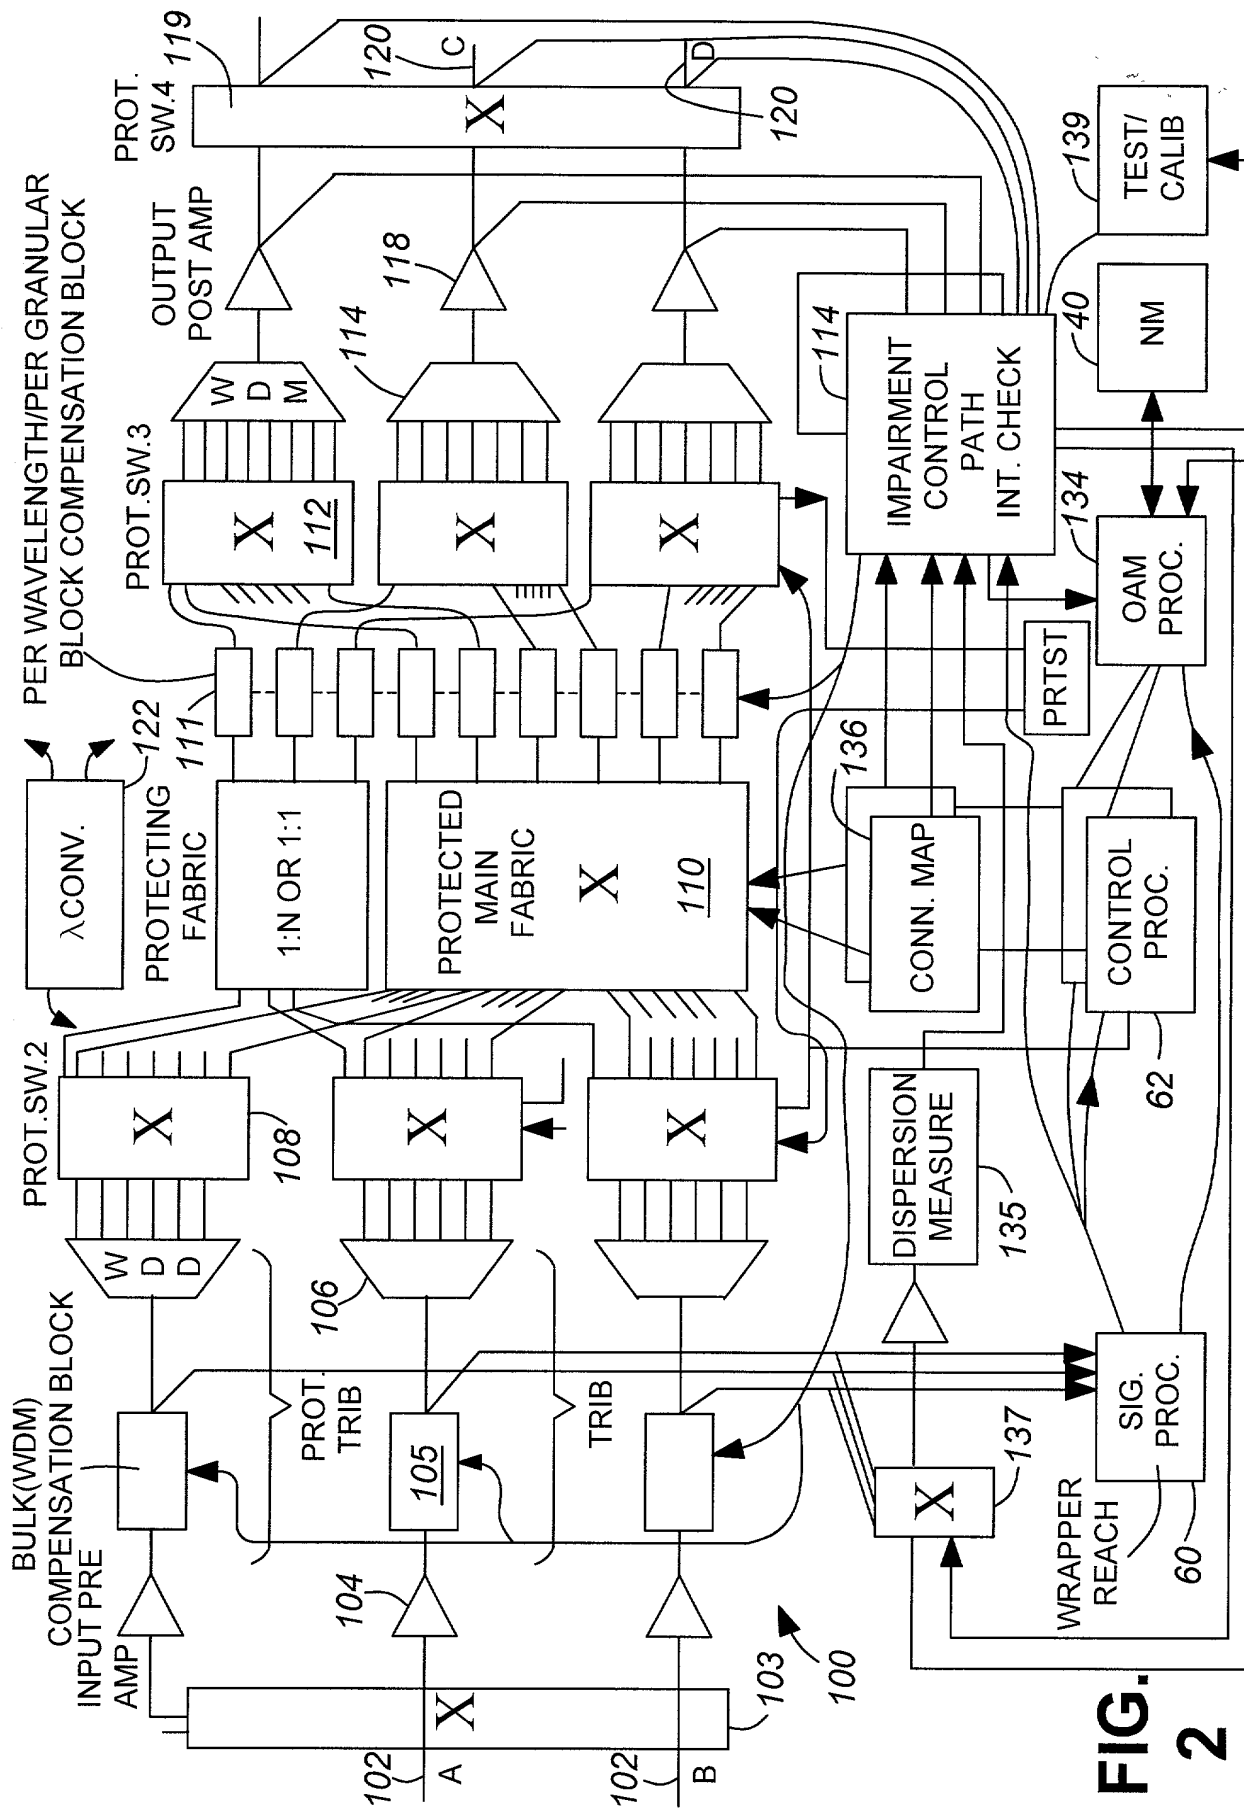 BULK(WDM)
COMPENSATION BLOCK
INPUT PRE
AMP
PROT.SW.2
λCONV.
122
PER WAVELENGTH/PER GRANULAR
BLOCK COMPENSATION BLOCK
PROTECTING
FABRIC
111
PROT.SW.3
OUTPUT
POST AMP
PROT.
SW.4
119
W
D
D
X
108
1:N OR 1:1
X
112
W
D
M
PROT.
TRIB
102
A
X
104
105
106
X
PROTECTED
MAIN
FABRIC
X
110
X
114
118
X
120
C
TRIB
102
B
103
X
X
120
D
100
137
X
DISPERSION
MEASURE
135
136
CONN. MAP
114
IMPAIRMENT
CONTROL
PATH
INT. CHECK
PRTST
WRAPPER
REACH
60
SIG.
PROC.
62
CONTROL
PROC.
134
OAM
PROC.
40
NM
139
TEST/
CALIB
FIG.
2